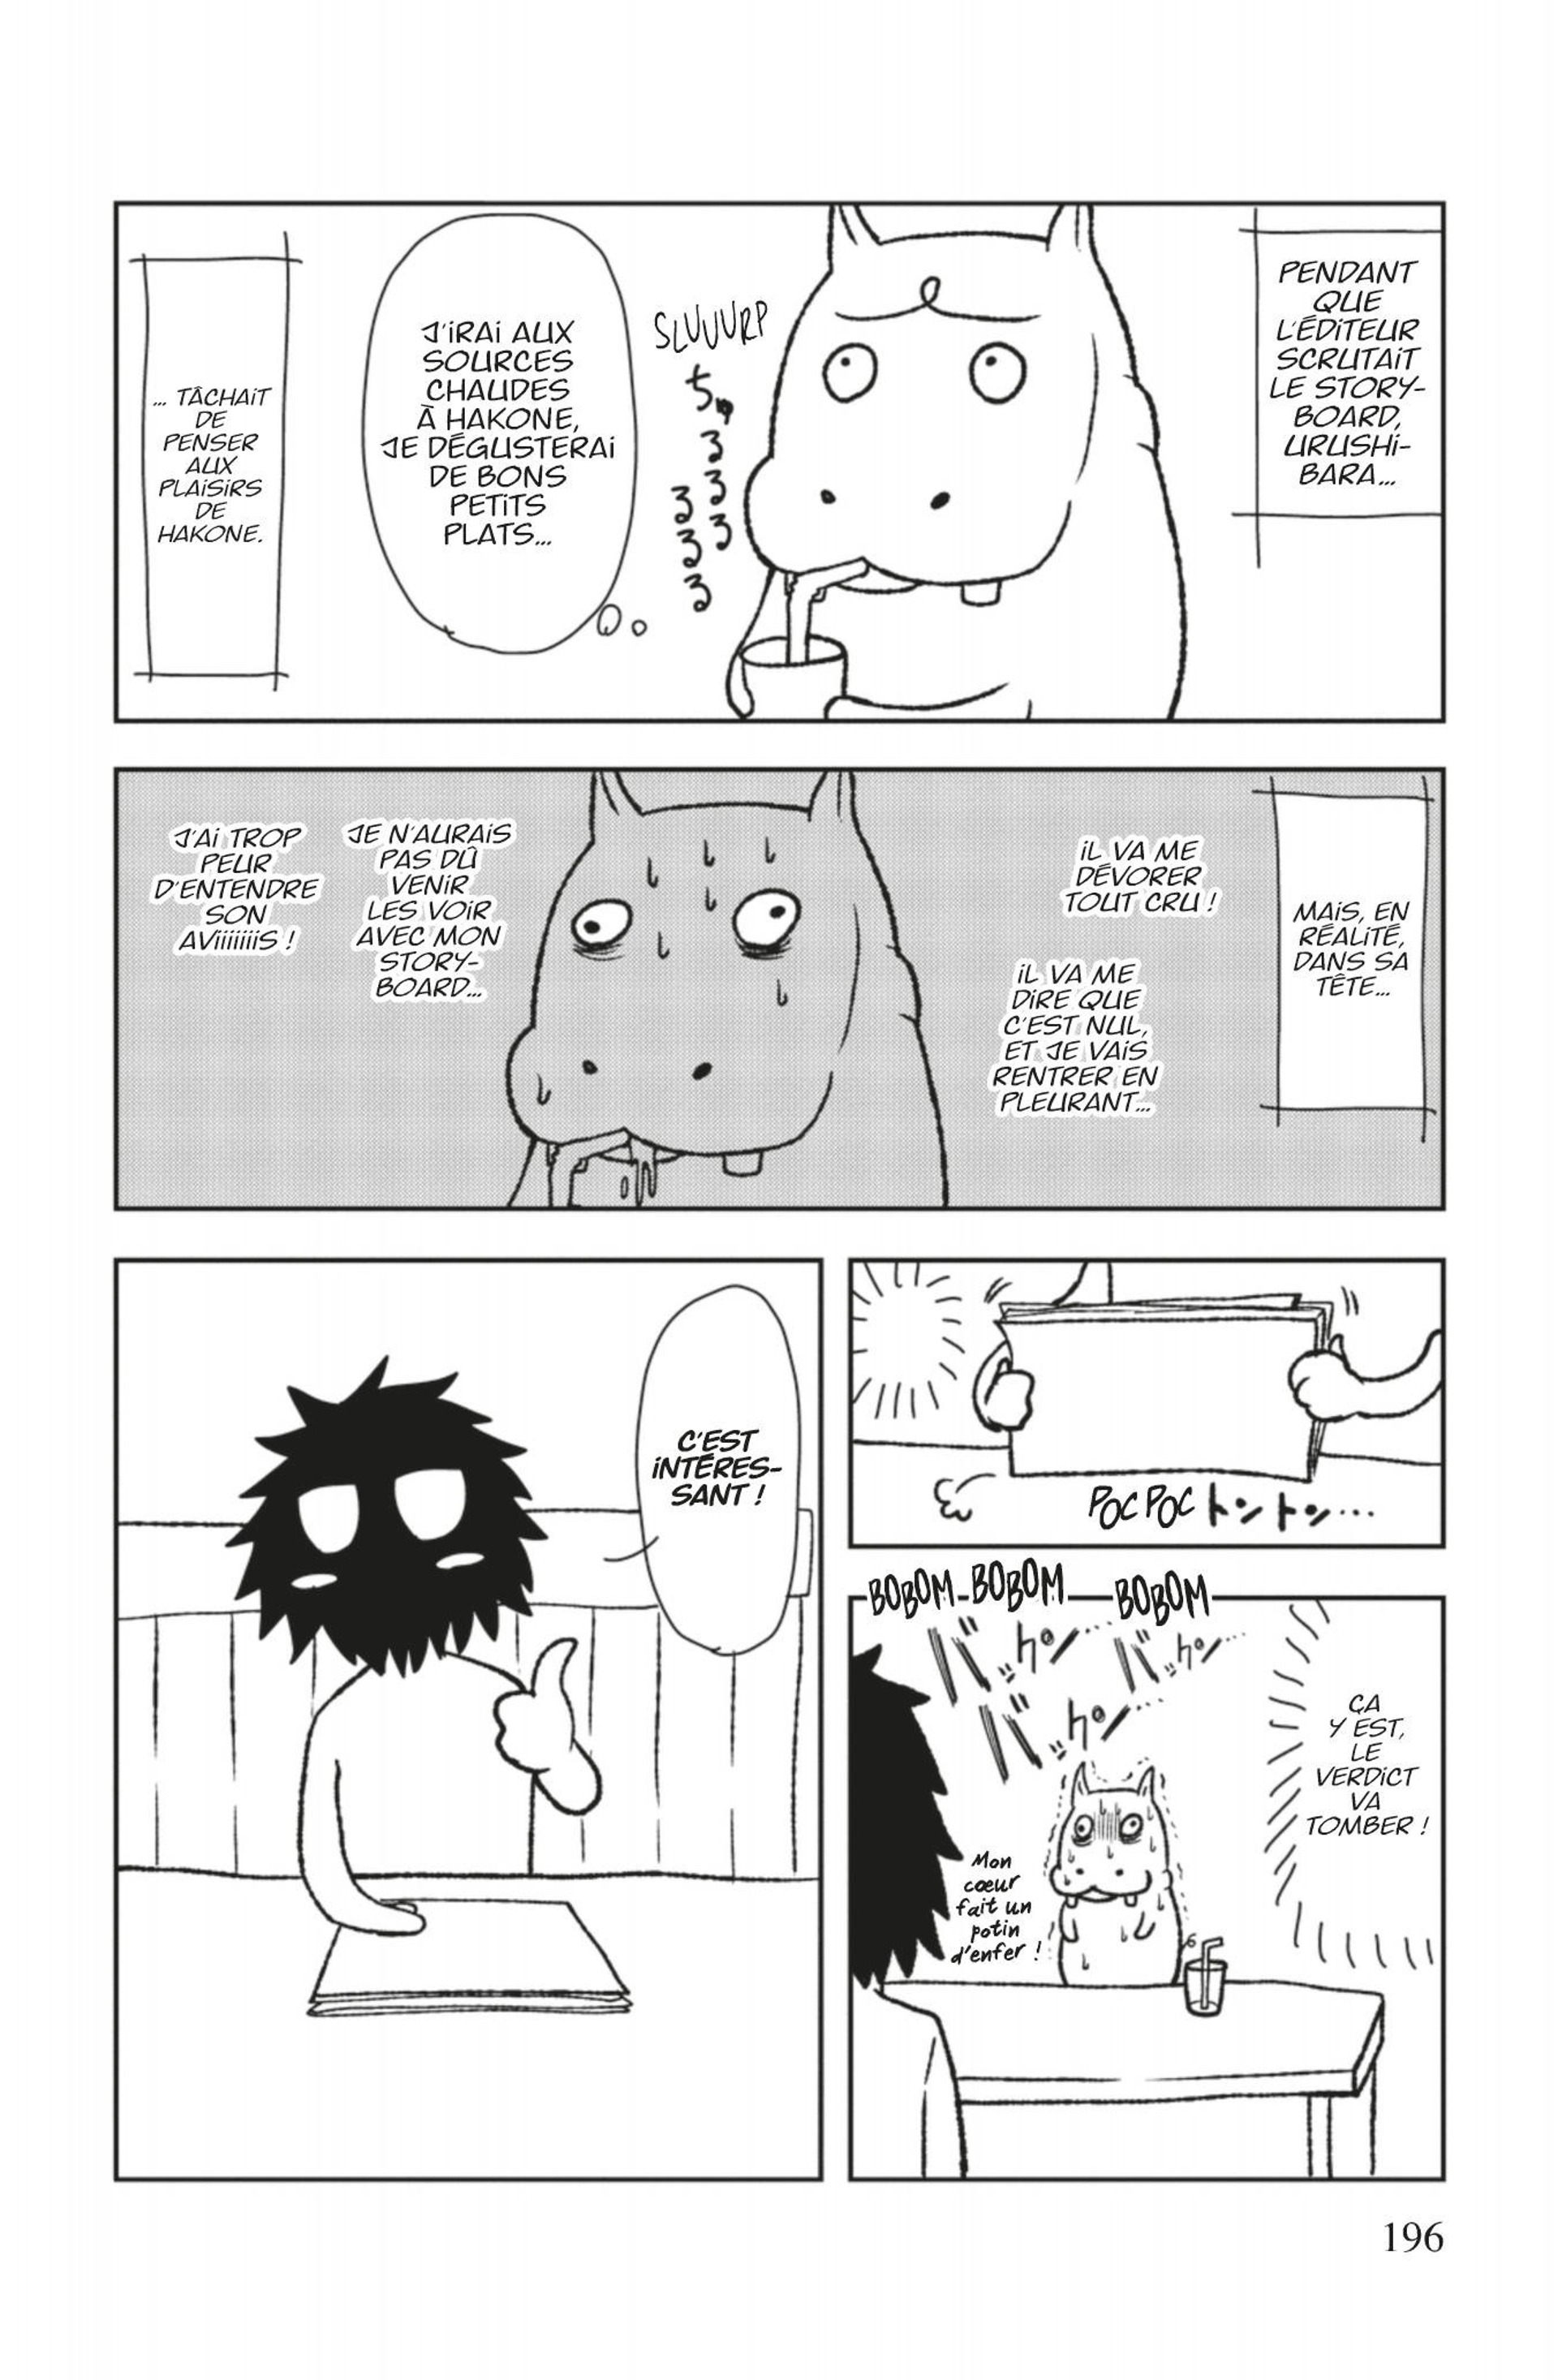 PENDANT
QUE
L'ÉDITEUR
SCRUTAIT
LE STORY-
BOARD,
URUSHI-
BARA...
SLUUURP
ちゅ
るるる
るるる
J'IRAI AUX
SOURCES
CHAUDES
À HAKONE,
JE DÉGUSTERAI
DE BONS
PETITS
PLATS...
... TÂCHAIT
DE
PENSER
AUX
PLAISIRS
DE
HAKONE.
MAIS, EN
RÉALITÉ,
DANS SA
TÊTE...
IL VA ME
DÉVORER
TOUT CRU !
IL VA ME
DIRE QUE
C'EST NUL,
ET JE VAIS
RENTRER EN
PLEURANT...
JE N'AURAIS
PAS DÛ
VENIR
LES VOIR
AVEC MON
STORY-
BOARD...
J'AI TROP
PEUR
D'ENTENDRE
SON
AVIIIIIIIS !
POC POC トントン...
BOBOM-BOBOM BOBOM
バックン...
バックン...
バックン...
ÇA
Y EST,
LE
VERDICT
VA
TOMBER !
Mon
cœur
fait un
potin
d'enfer !
C'EST
INTÉRES-
SANT !
196